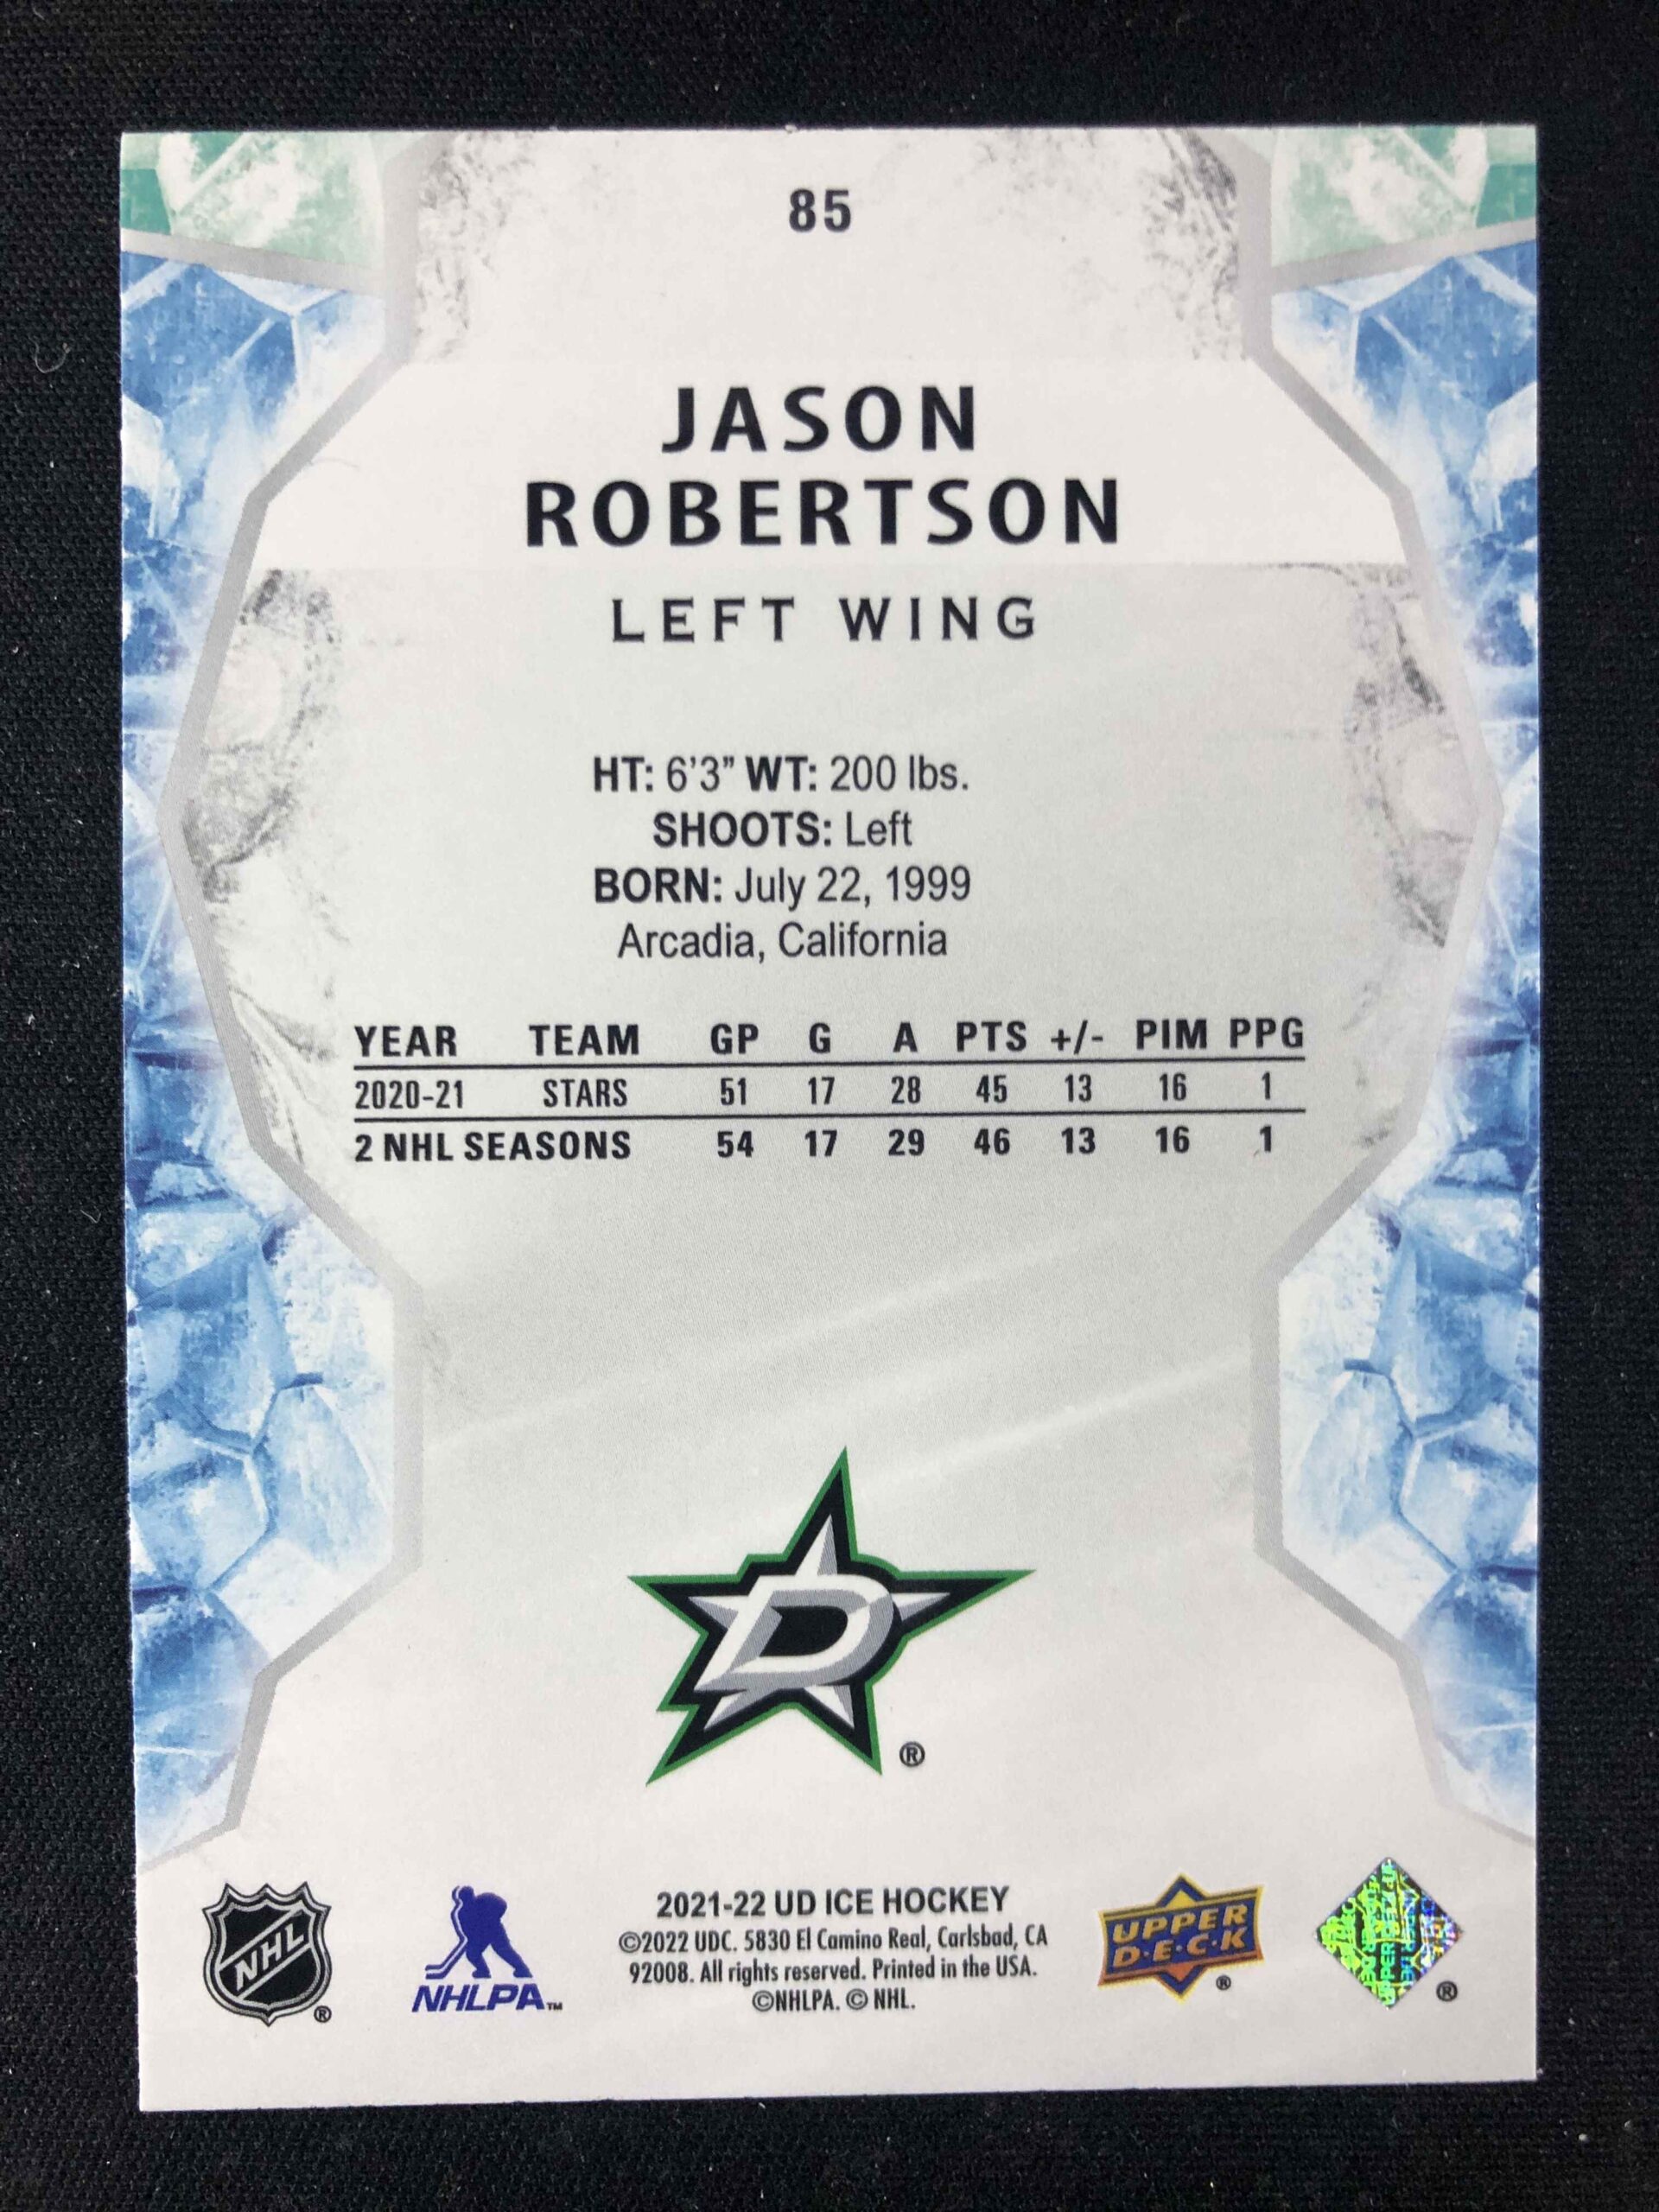 85
JASON
ROBERTSON
LEFT WING
HT: 6'3" WT: 200 lbs.
SHOOTS: Left
BORN: July 22, 1999
Arcadia, California
YEAR TEAM GP G A PTS +/- PIM PPG
2020-21 STARS 51 17 28 45 13 16 1
2 NHL SEASONS 54 17 29 46 13 16 1
D
®
NHL
®
NHLPA™
2021-22 UD ICE HOCKEY
©2022 UDC. 5830 El Camino Real, Carlsbad, CA
92008. All rights reserved. Printed in the USA.
©NHLPA. © NHL.
UPPER
D·E·C·K
®
®